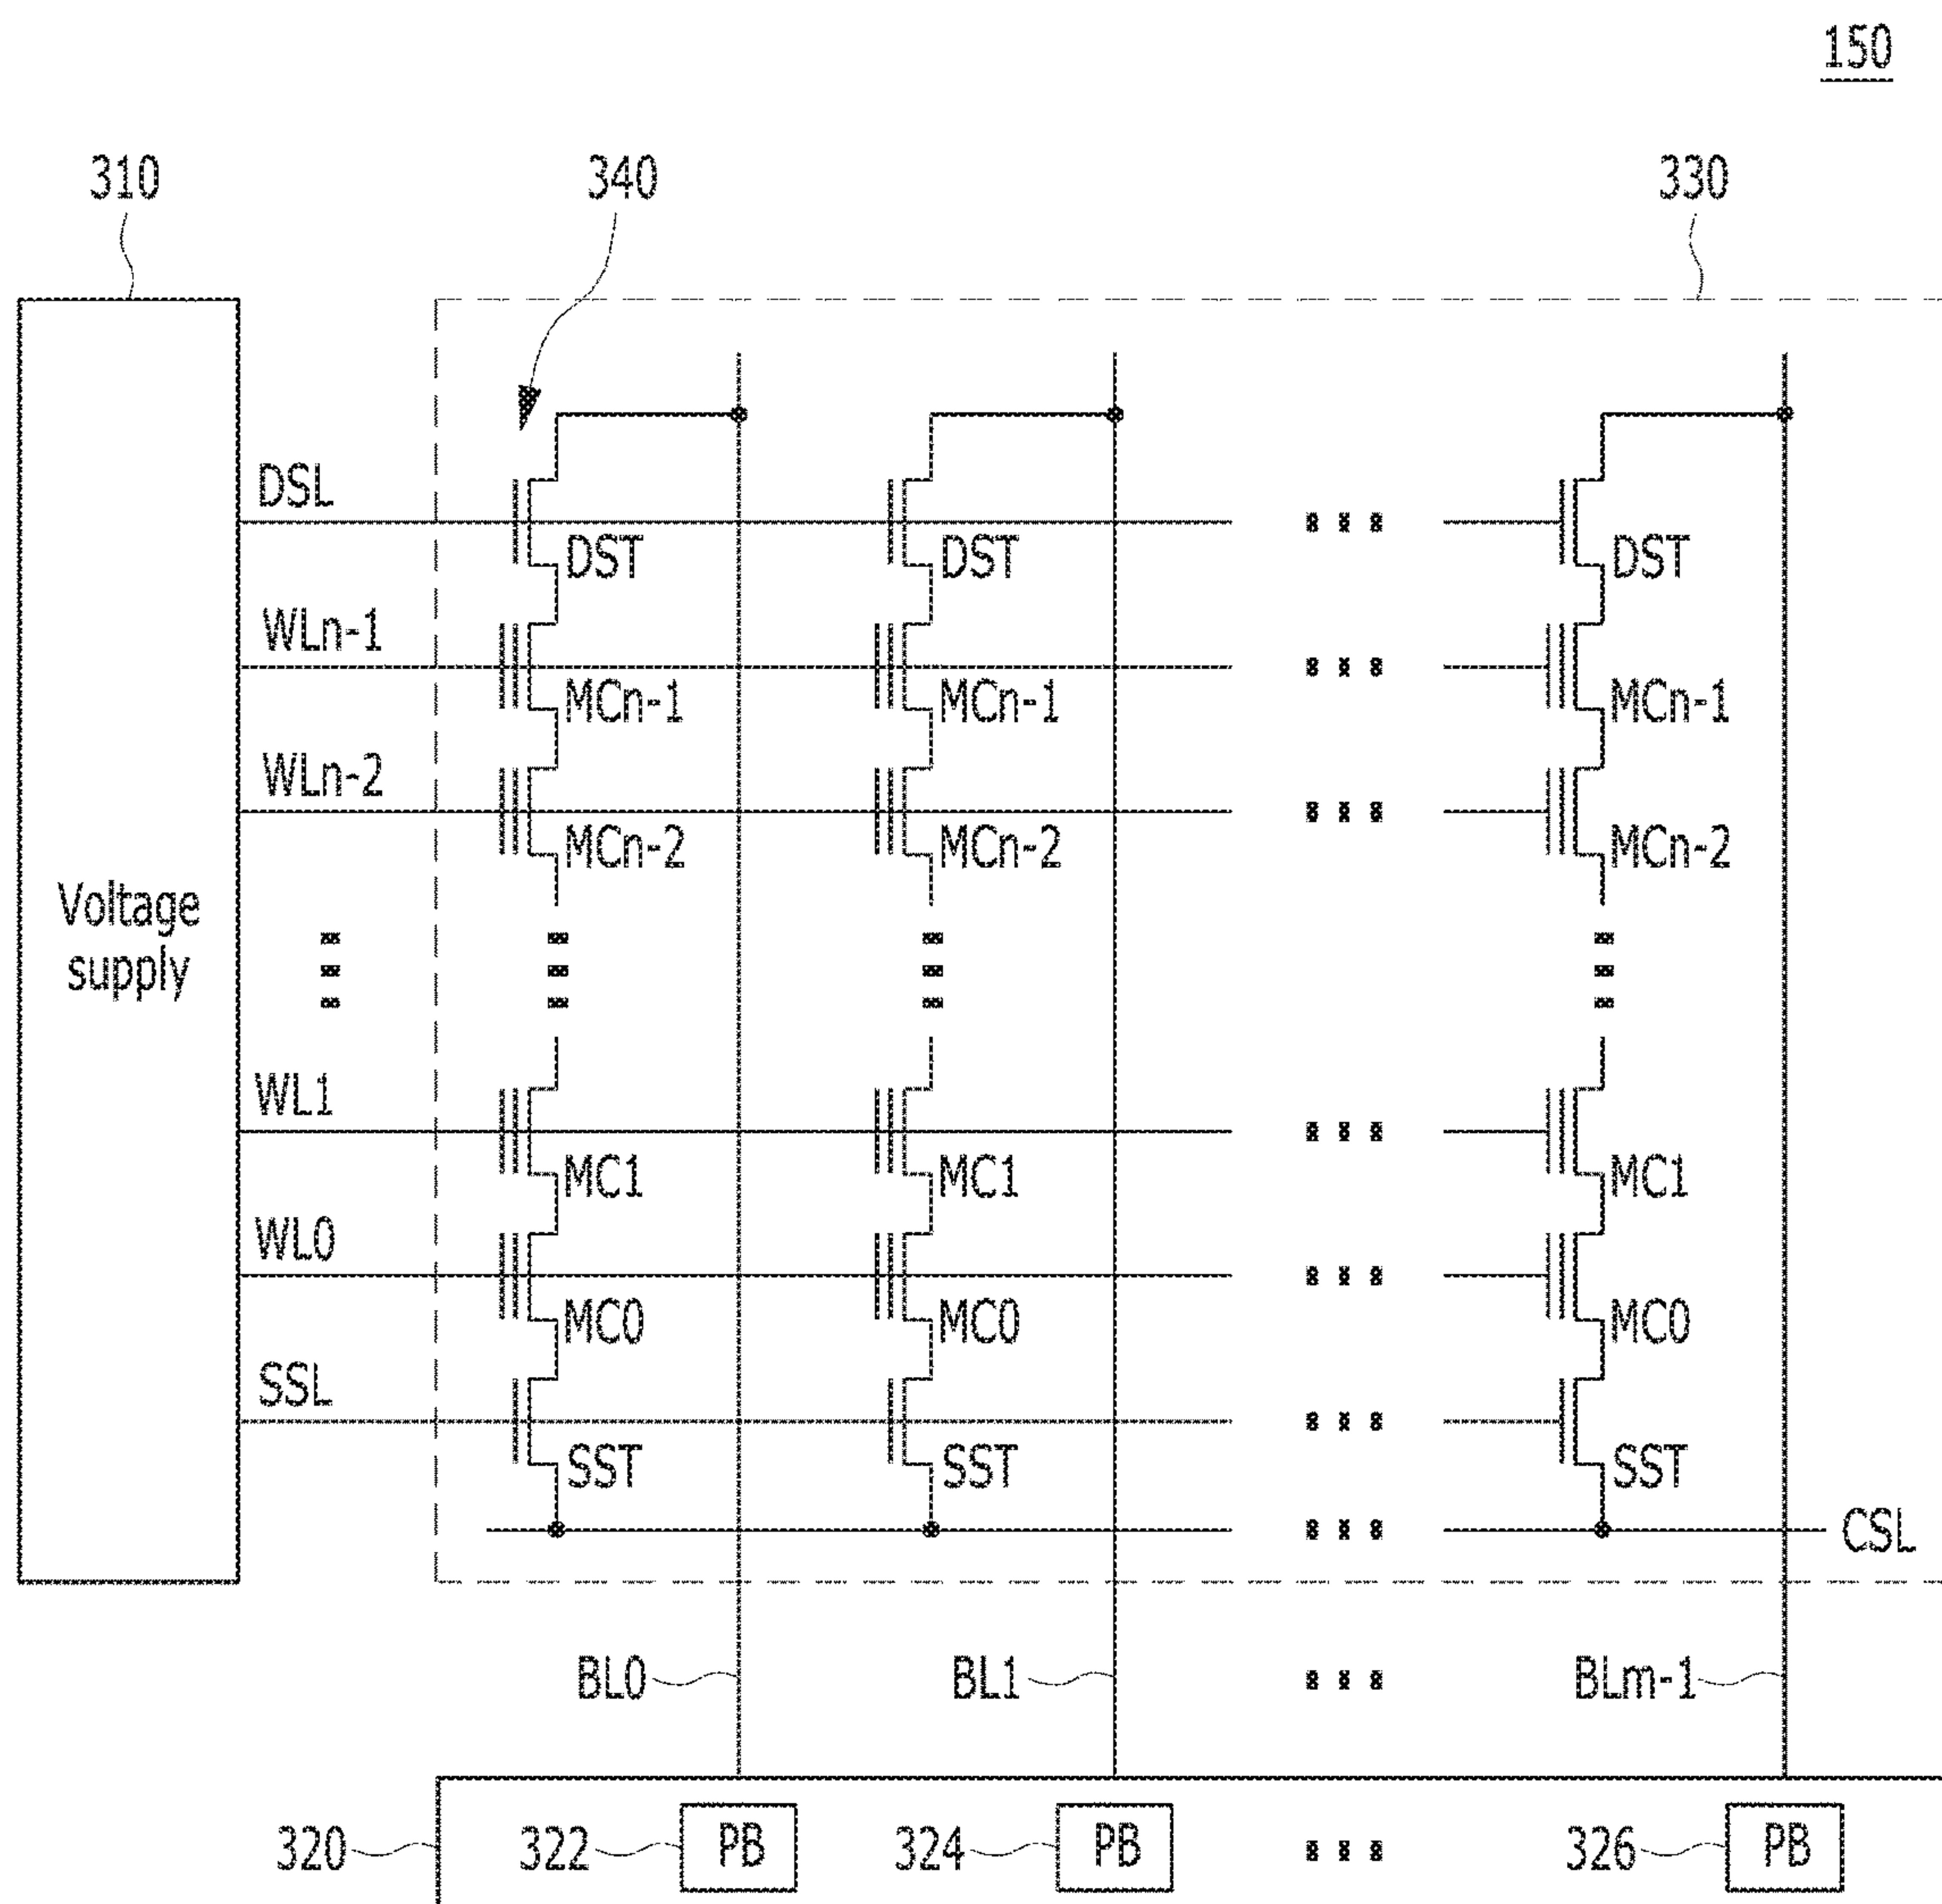 150
310
340
330
DSL
DST
DST
DST
WLn-1
MCn-1
MCn-1
MCn-1
WLn-2
MCn-2
MCn-2
MCn-2
Voltage
supply
WL1
MC1
MC1
MC1
WL0
MC0
MC0
MC0
SSL
SST
SST
SST
CSL
BL0
BL1
BLm-1
320
322
PB
324
PB
326
PB